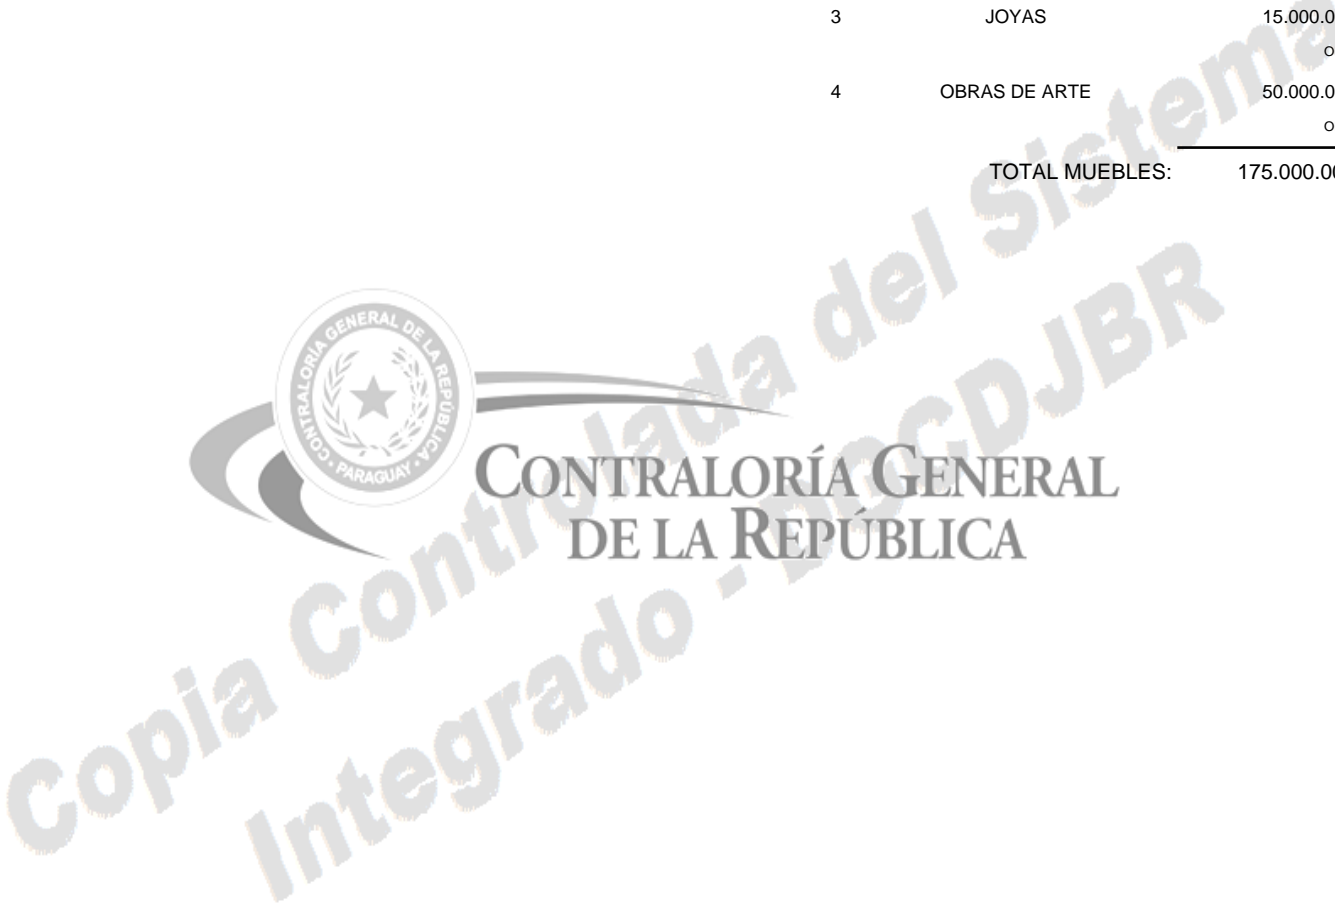 3 JOYAS 15.000.0
O
4 OBRAS DE ARTE 50.000.0
O
TOTAL MUEBLES: 175.000.00
CONTRALORÍA GENERAL DE LA REPÚBLICA
• PARAGUAY •
CONTRALORÍA GENERAL
DE LA REPÚBLICA
Copia Controlada del Sistema
Integrado - DGCDJBR